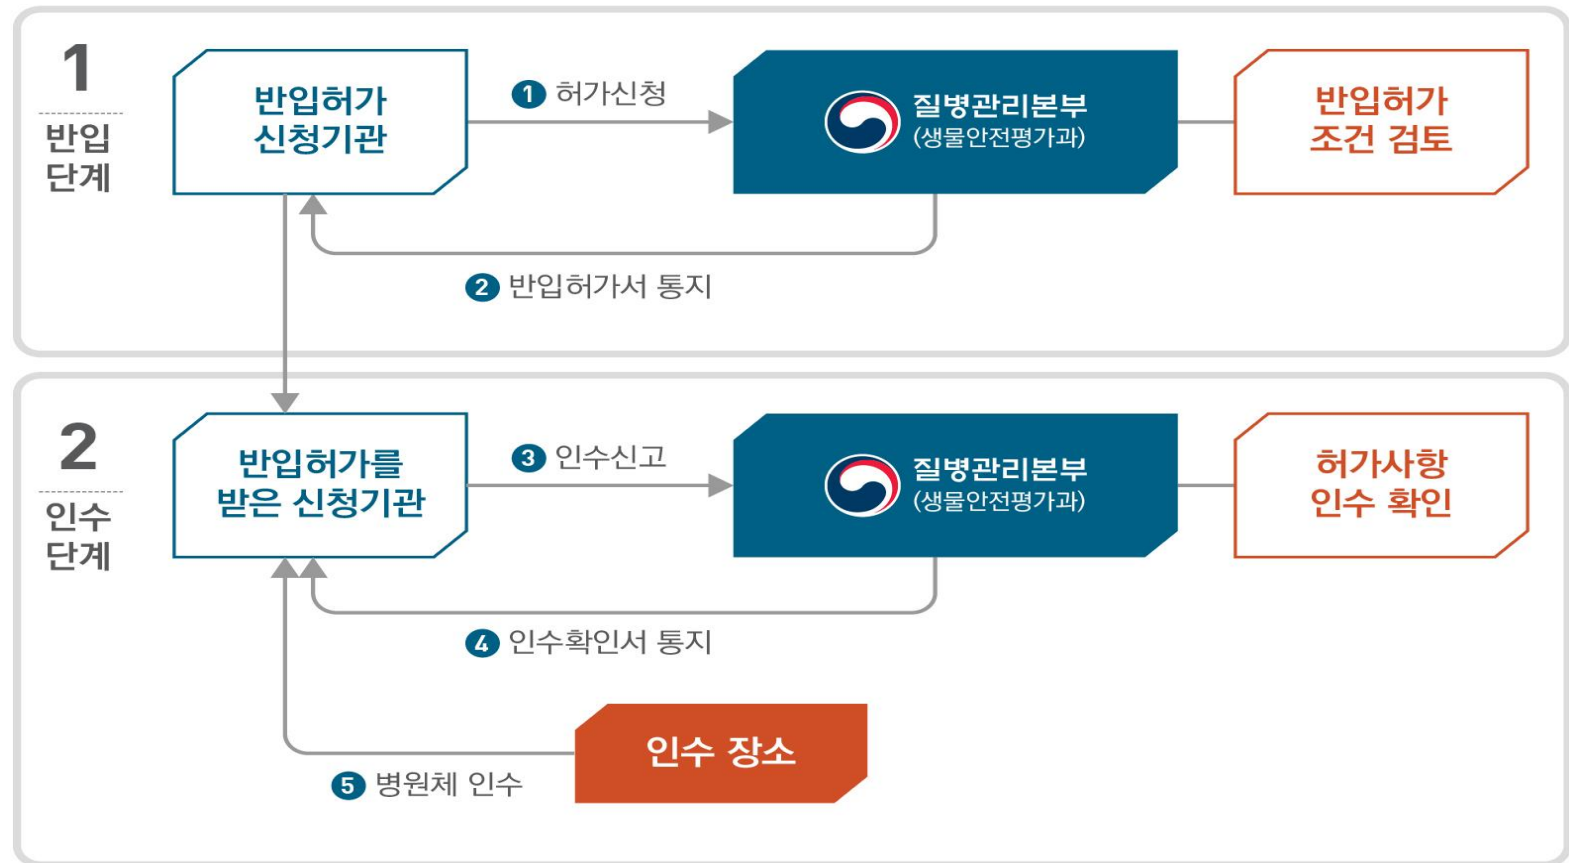 1
반입
단계
반입허가
신청기관
1 허가신청
질병관리본부
(생물안전평가과)
반입허가
조건 검토
2 반입허가서 통지
2
인수
단계
반입허가를
받은 신청기관
3 인수신고
질병관리본부
(생물안전평가과)
허가사항
인수 확인
4 인수확인서 통지
인수 장소
5 병원체 인수